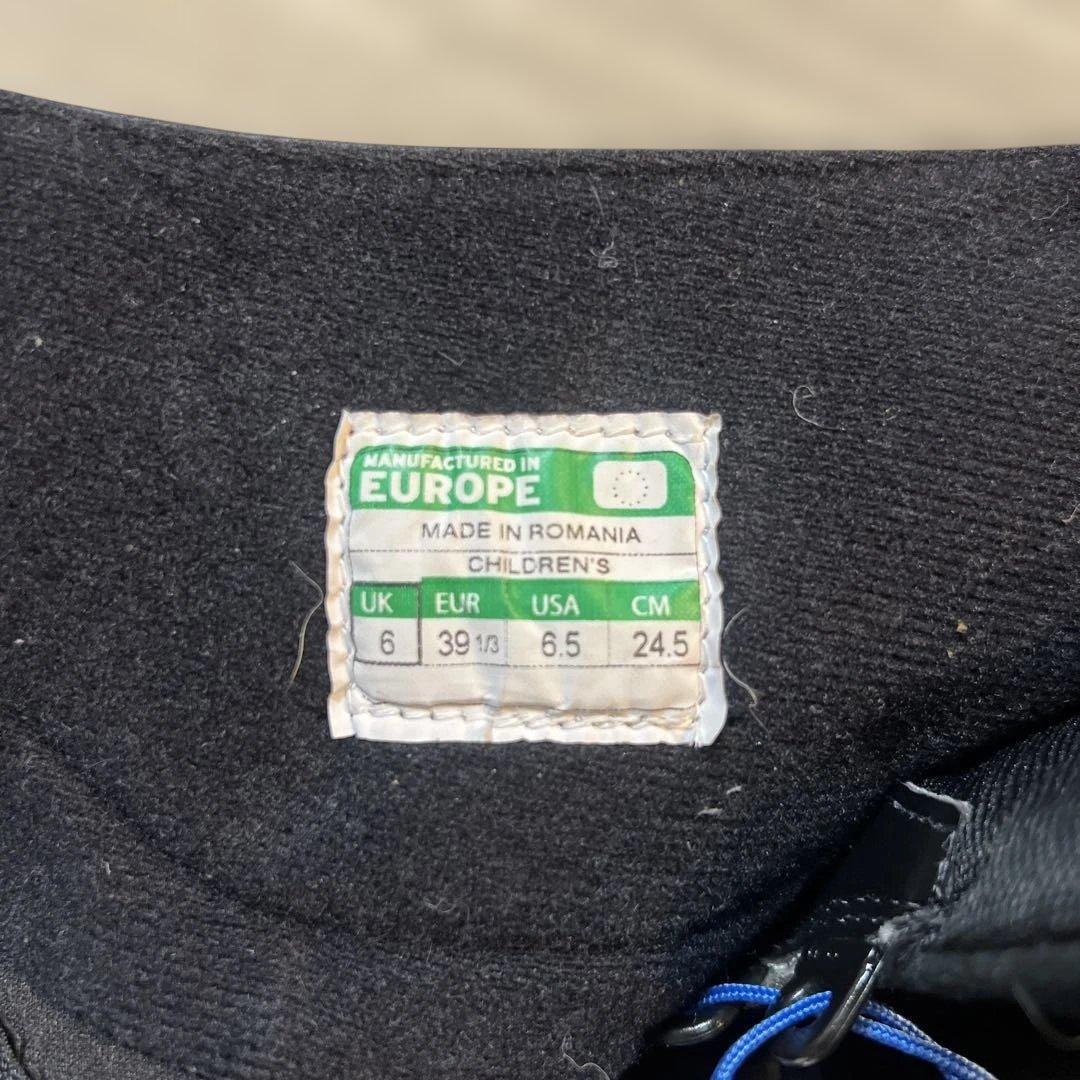 MANUFACTURED IN
EUROPE
MADE IN ROMANIA
CHILDREN'S
UK EUR USA CM
6 39 1/3 6.5 24.5